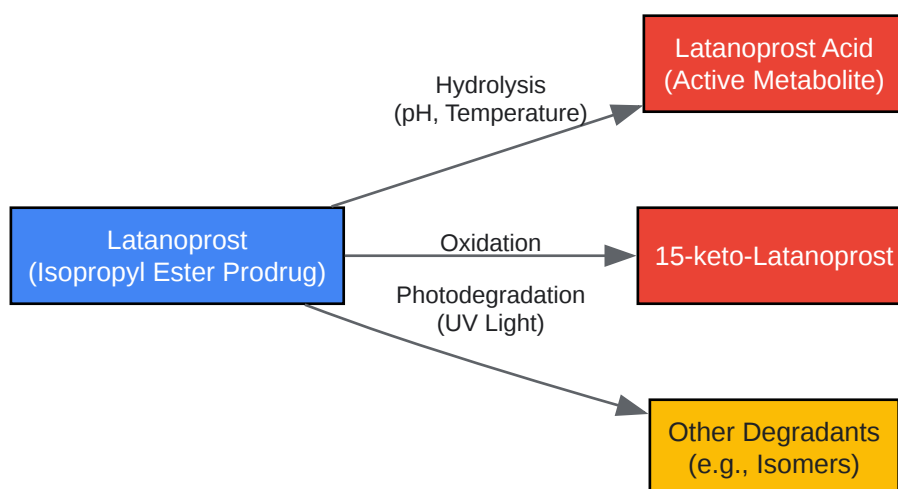 Latanoprost Acid
(Active Metabolite)
Hydrolysis
(pH, Temperature)
Latanoprost
(Isopropyl Ester Prodrug)
Oxidation
15-keto-Latanoprost
Photodegradation
(UV Light)
Other Degradants
(e.g., Isomers)